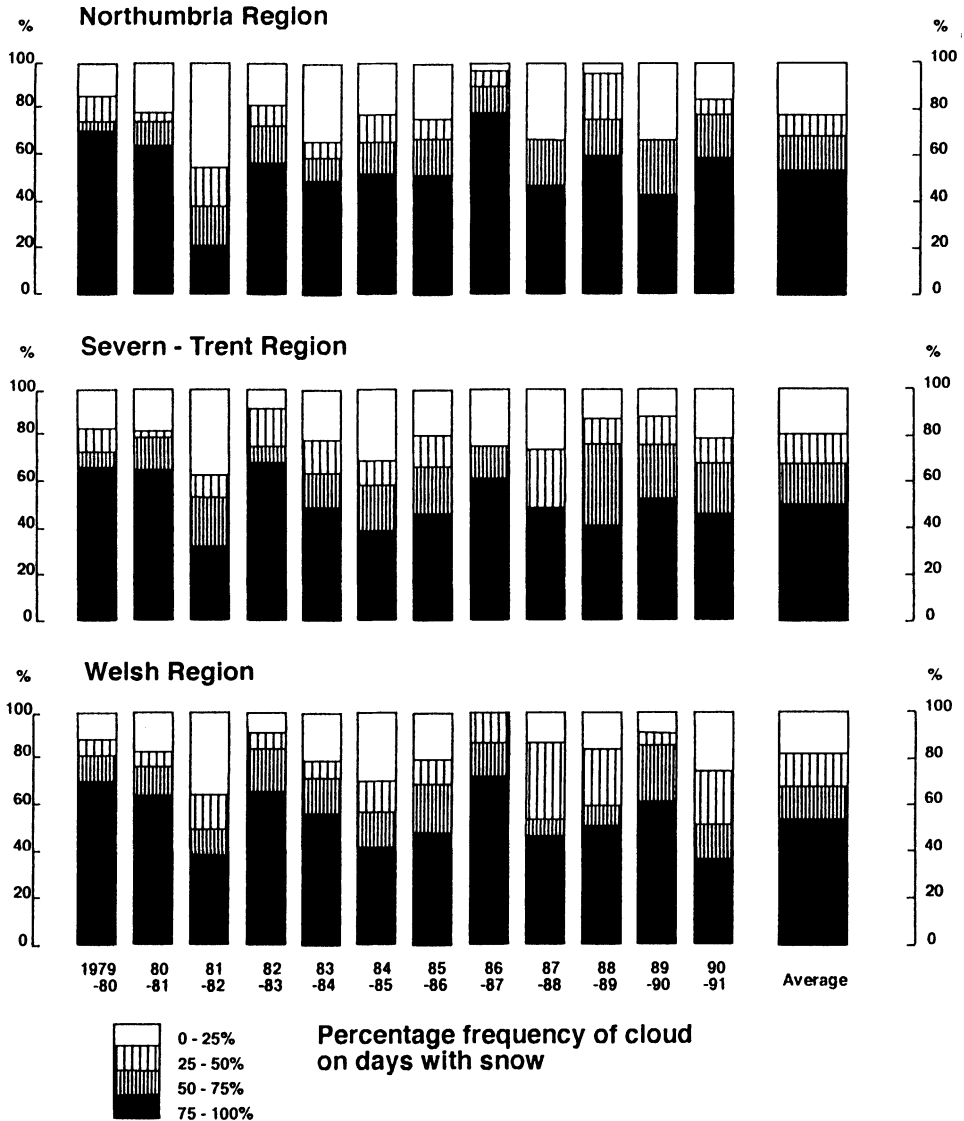 Northumbria Region
% %
100 100
80 80
60 60
40 40
20 20
0 0
Severn - Trent Region
% %
100 100
80 80
60 60
40 40
20 20
0 0
Welsh Region
% %
100 100
80 80
60 60
40 40
20 20
0 0
1979 80 81 82 83 84 85 86 87 88 89 90
-80 -81 -82 -83 -84 -85 -86 -87 -88 -89 -90 -91 Average
0 - 25%
25 - 50%
50 - 75%
75 - 100%
Percentage frequency of cloud
on days with snow